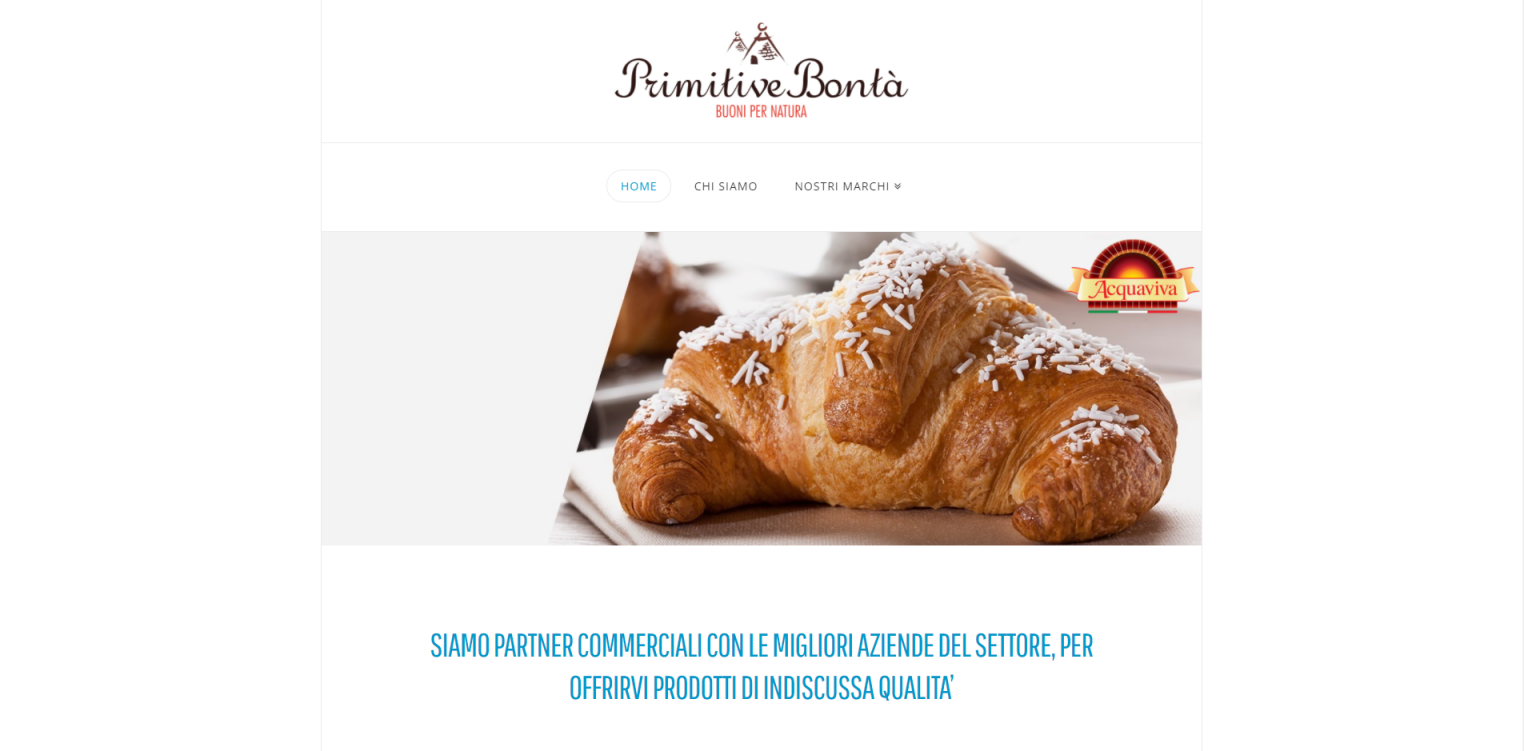 Primitive Bontà
BUONI PER NATURA
HOME
CHI SIAMO
NOSTRI MARCHI
Acquaviva
SIAMO PARTNER COMMERCIALI CON LE MIGLIORI AZIENDE DEL SETTORE, PER
OFFRIRVI PRODOTTI DI INDISCUSSA QUALITA’